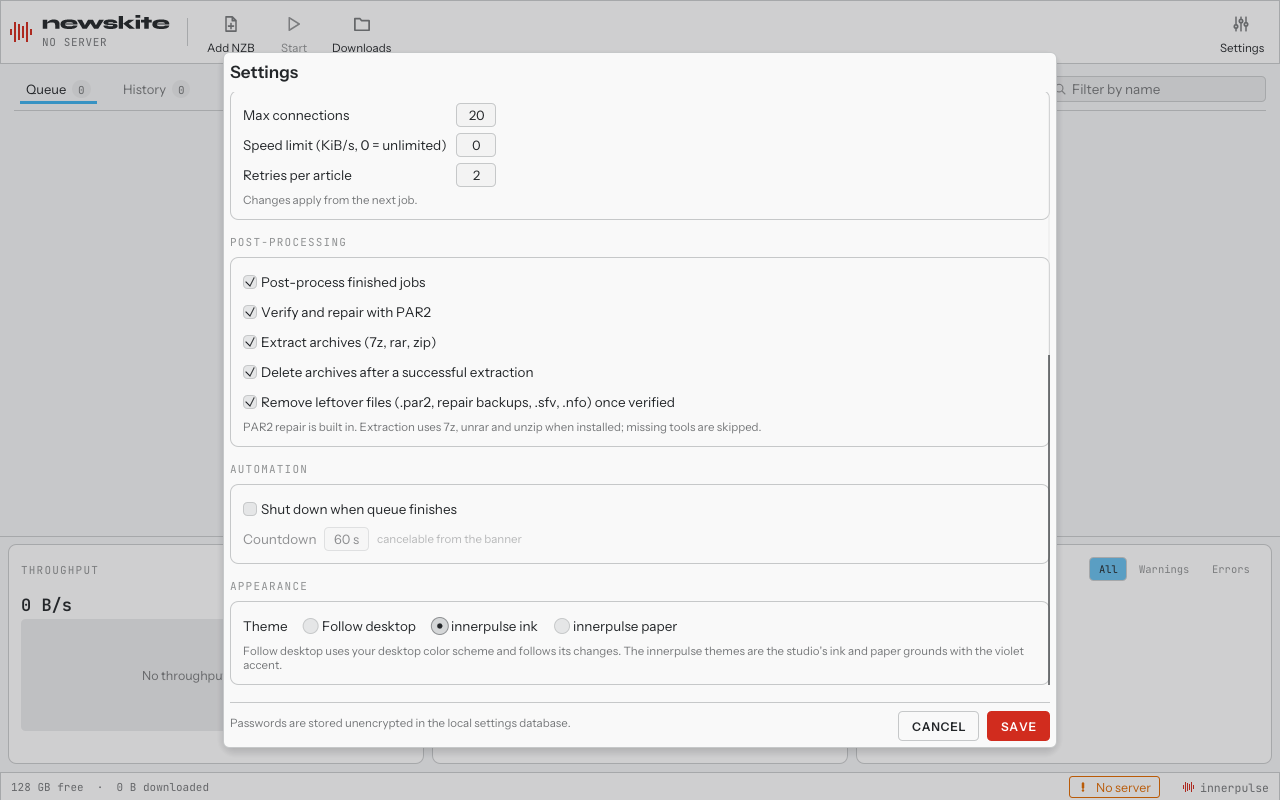 newskite
NO SERVER
Add NZB
Start
Downloads
Settings
Queue 0
History 0
Filter by name
Settings
Max connections 20
Speed limit (KiB/s, 0 = unlimited) 0
Retries per article 2
Changes apply from the next job.
POST-PROCESSING
Post-process finished jobs
Verify and repair with PAR2
Extract archives (7z, rar, zip)
Delete archives after a successful extraction
Remove leftover files (.par2, repair backups, .sfv, .nfo) once verified
PAR2 repair is built in. Extraction uses 7z, unrar and unzip when installed; missing tools are skipped.
AUTOMATION
Shut down when queue finishes
Countdown 60 s cancelable from the banner
APPEARANCE
Theme Follow desktop innerpulse ink innerpulse paper
Follow desktop uses your desktop color scheme and follows its changes. The innerpulse themes are the studio's ink and paper grounds with the violet
accent.
Passwords are stored unencrypted in the local settings database.
CANCEL
SAVE
THROUGHPUT
0 B/s
No throughpu
All
Warnings
Errors
128 GB free · 0 B downloaded
! No server
innerpulse